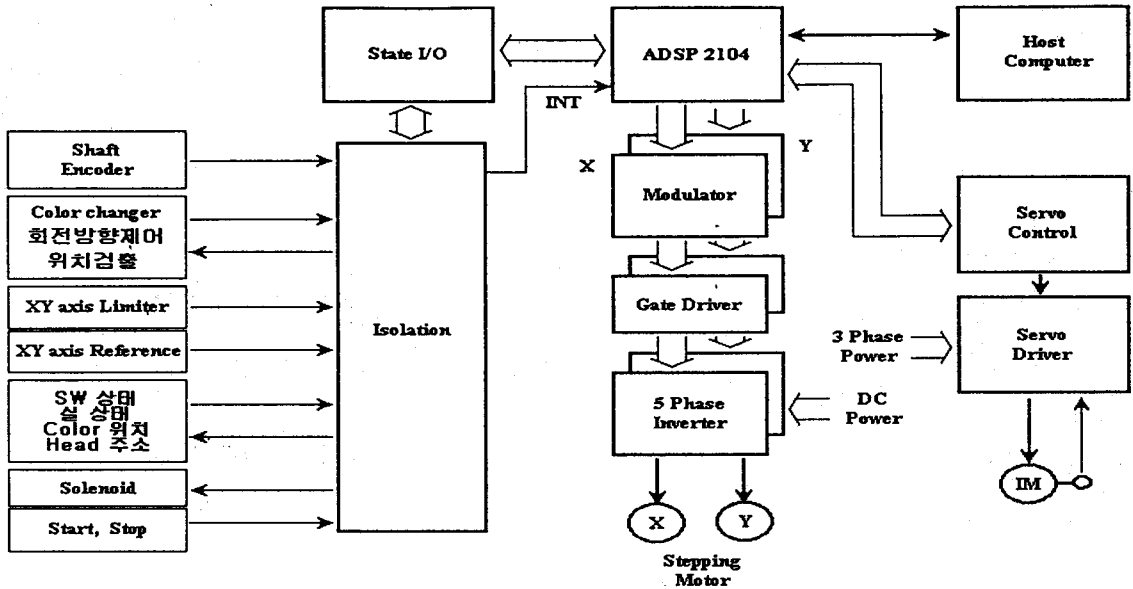 State I/O
ADSP 2104
Host
Computer
INT
Shaft
Encoder
X
Y
Modulator
Color changer
회전방향제어
위치검출
Servo
Control
XY axis Limiter
Isolation
Gate Driver
XY axis Reference
3 Phase
Power
Servo
Driver
SW 상태
실 상태
Color 위치
Head 주소
5 Phase
Inverter
DC
Power
Solenoid
IM
Start, Stop
X
Y
Stepping
Motor